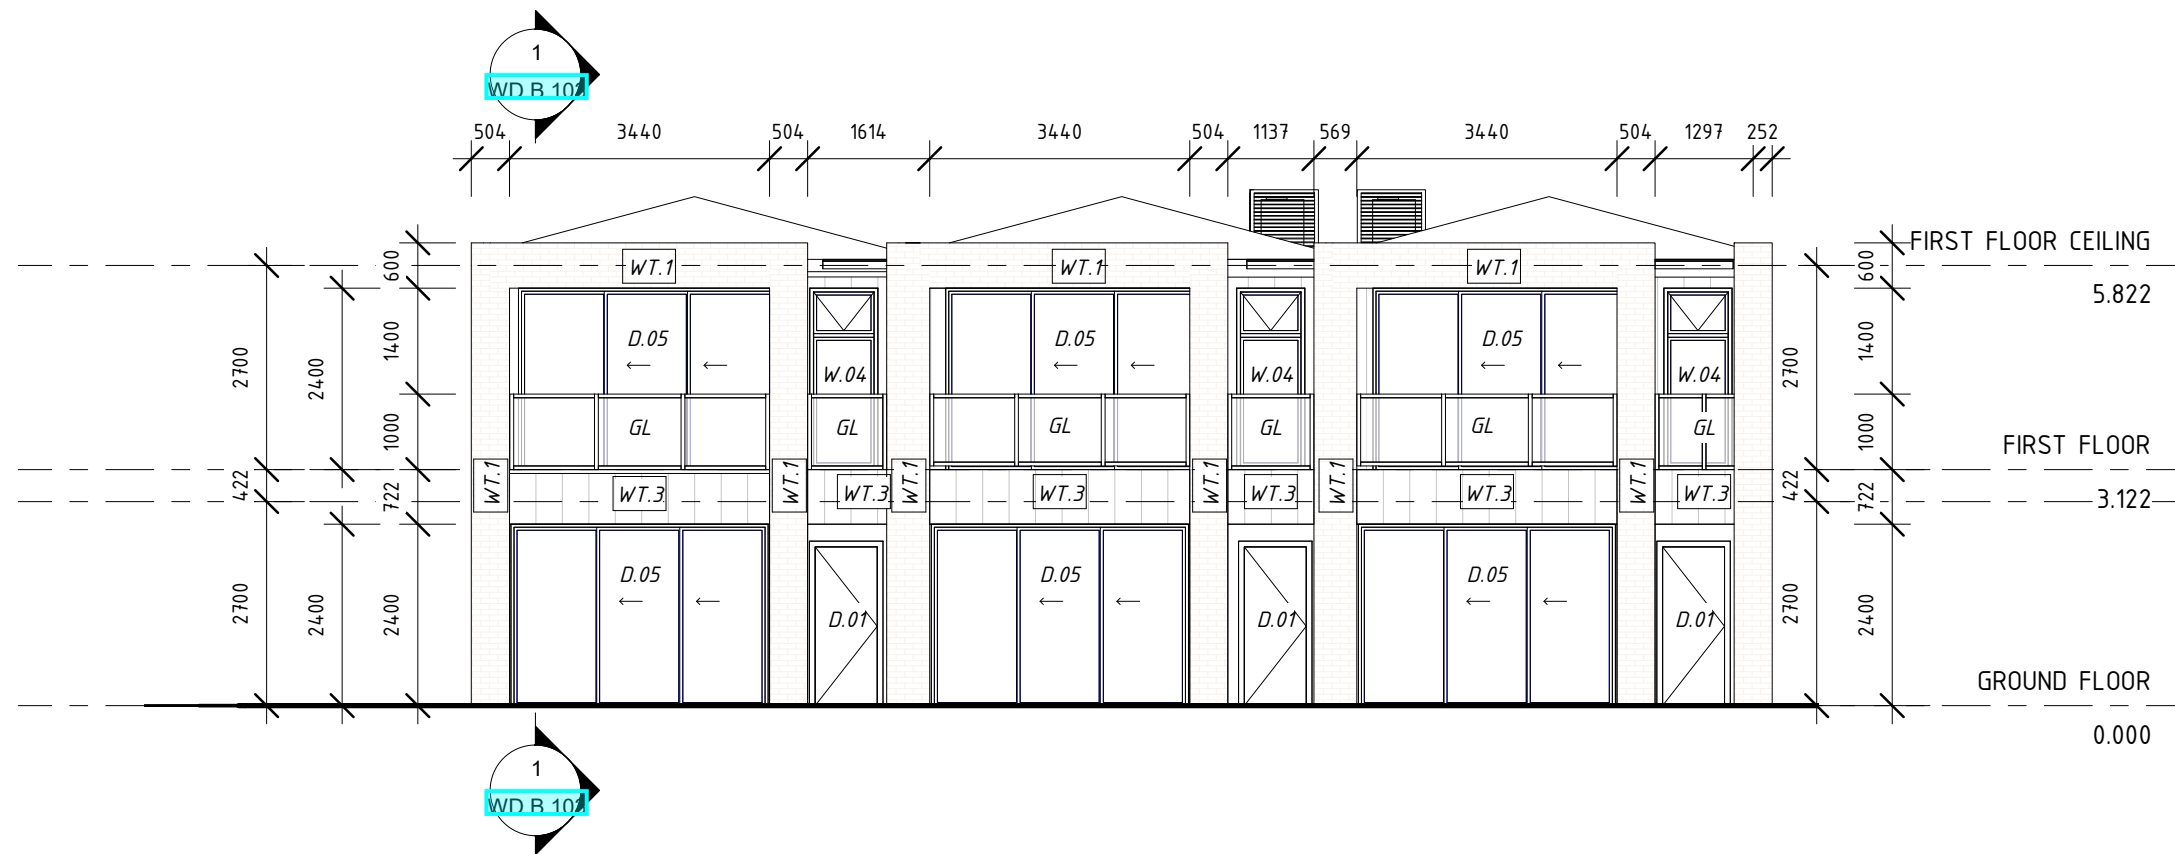 1
WD B 102
504 3440 504 1614 3440 504 1137 569 3440 504 1297 252
FIRST FLOOR CEILING
5.822
600 600
WT.1 WT.1 WT.1
D.05 D.05 D.05
W.04 W.04 W.04
2700 2400 1400 2700 1400
GL GL GL GL GL GL
1000 1000
FIRST FLOOR
WT.1 WT.1 WT.1 WT.1 WT.1 WT.1
WT.3 WT.3 WT.3 WT.3 WT.3 WT.3
422 722 422 722
3.122
D.05 D.05 D.05
D.01 D.01 D.01
2700 2400 2400 2700 2400
GROUND FLOOR
0.000
1
WD B 102